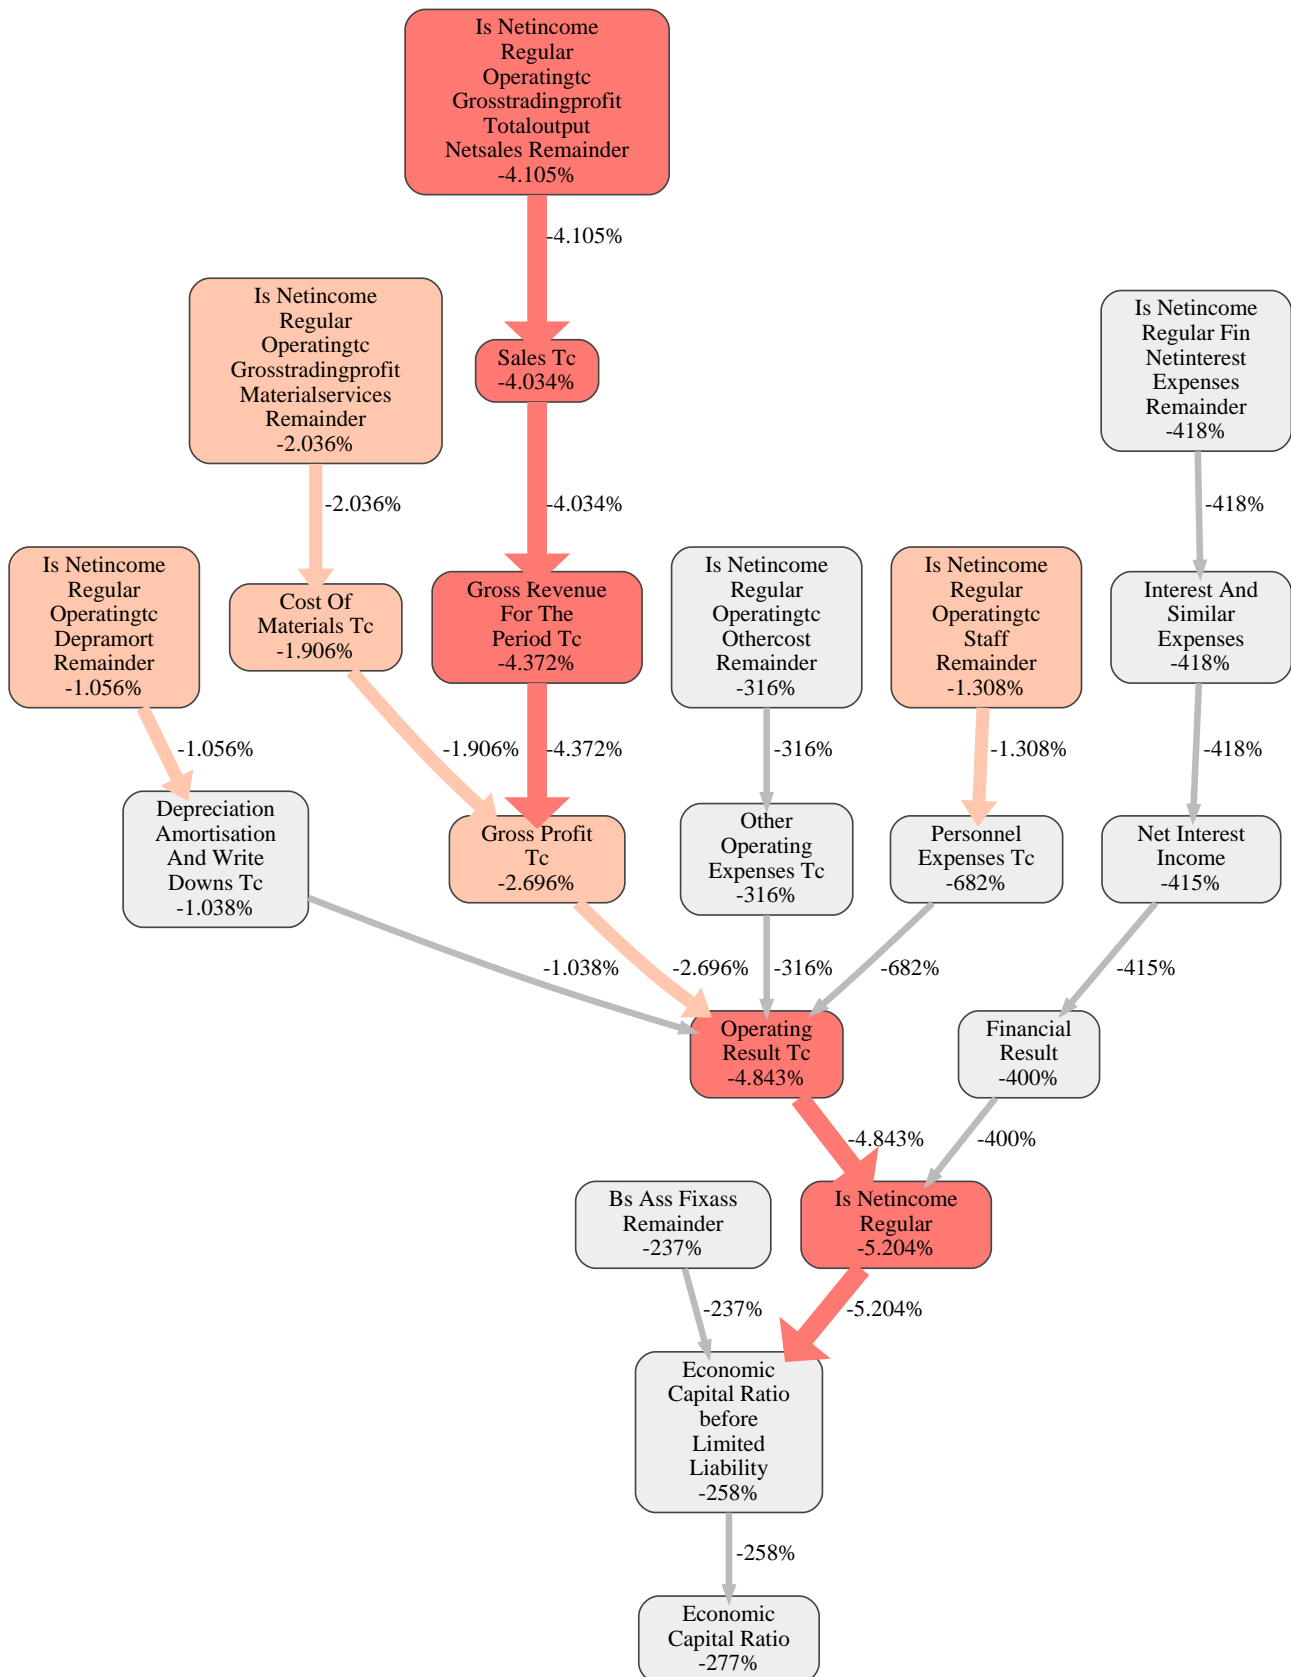 Is Netincome
Regular
Operatingtc
Grosstradingprofit
Totaloutput
Netsales Remainder
-4.105%
-4.105%
Is Netincome
Regular
Operatingtc
Grosstradingprofit
Materialservices
Remainder
-2.036%
Is Netincome
Regular Fin
Netinterest
Expenses
Remainder
-418%
Sales Tc
-4.034%
-2.036%
-4.034%
-418%
Is Netincome
Regular
Operatingtc
Depramort
Remainder
-1.056%
Cost Of
Materials Tc
-1.906%
Gross Revenue
For The
Period Tc
-4.372%
Is Netincome
Regular
Operatingtc
Othercost
Remainder
-316%
Is Netincome
Regular
Operatingtc
Staff
Remainder
-1.308%
Interest And
Similar
Expenses
-418%
-1.056%
-1.906%
-4.372%
-316%
-1.308%
-418%
Depreciation
Amortisation
And Write
Downs Tc
-1.038%
Gross Profit
Tc
-2.696%
Other
Operating
Expenses Tc
-316%
Personnel
Expenses Tc
-682%
Net Interest
Income
-415%
-1.038%
-2.696%
-316%
-682%
-415%
Operating
Result Tc
-4.843%
Financial
Result
-400%
-4.843%
-400%
Bs Ass Fixass
Remainder
-237%
Is Netincome
Regular
-5.204%
-237%
-5.204%
Economic
Capital Ratio
before
Limited
Liability
-258%
-258%
Economic
Capital Ratio
-277%